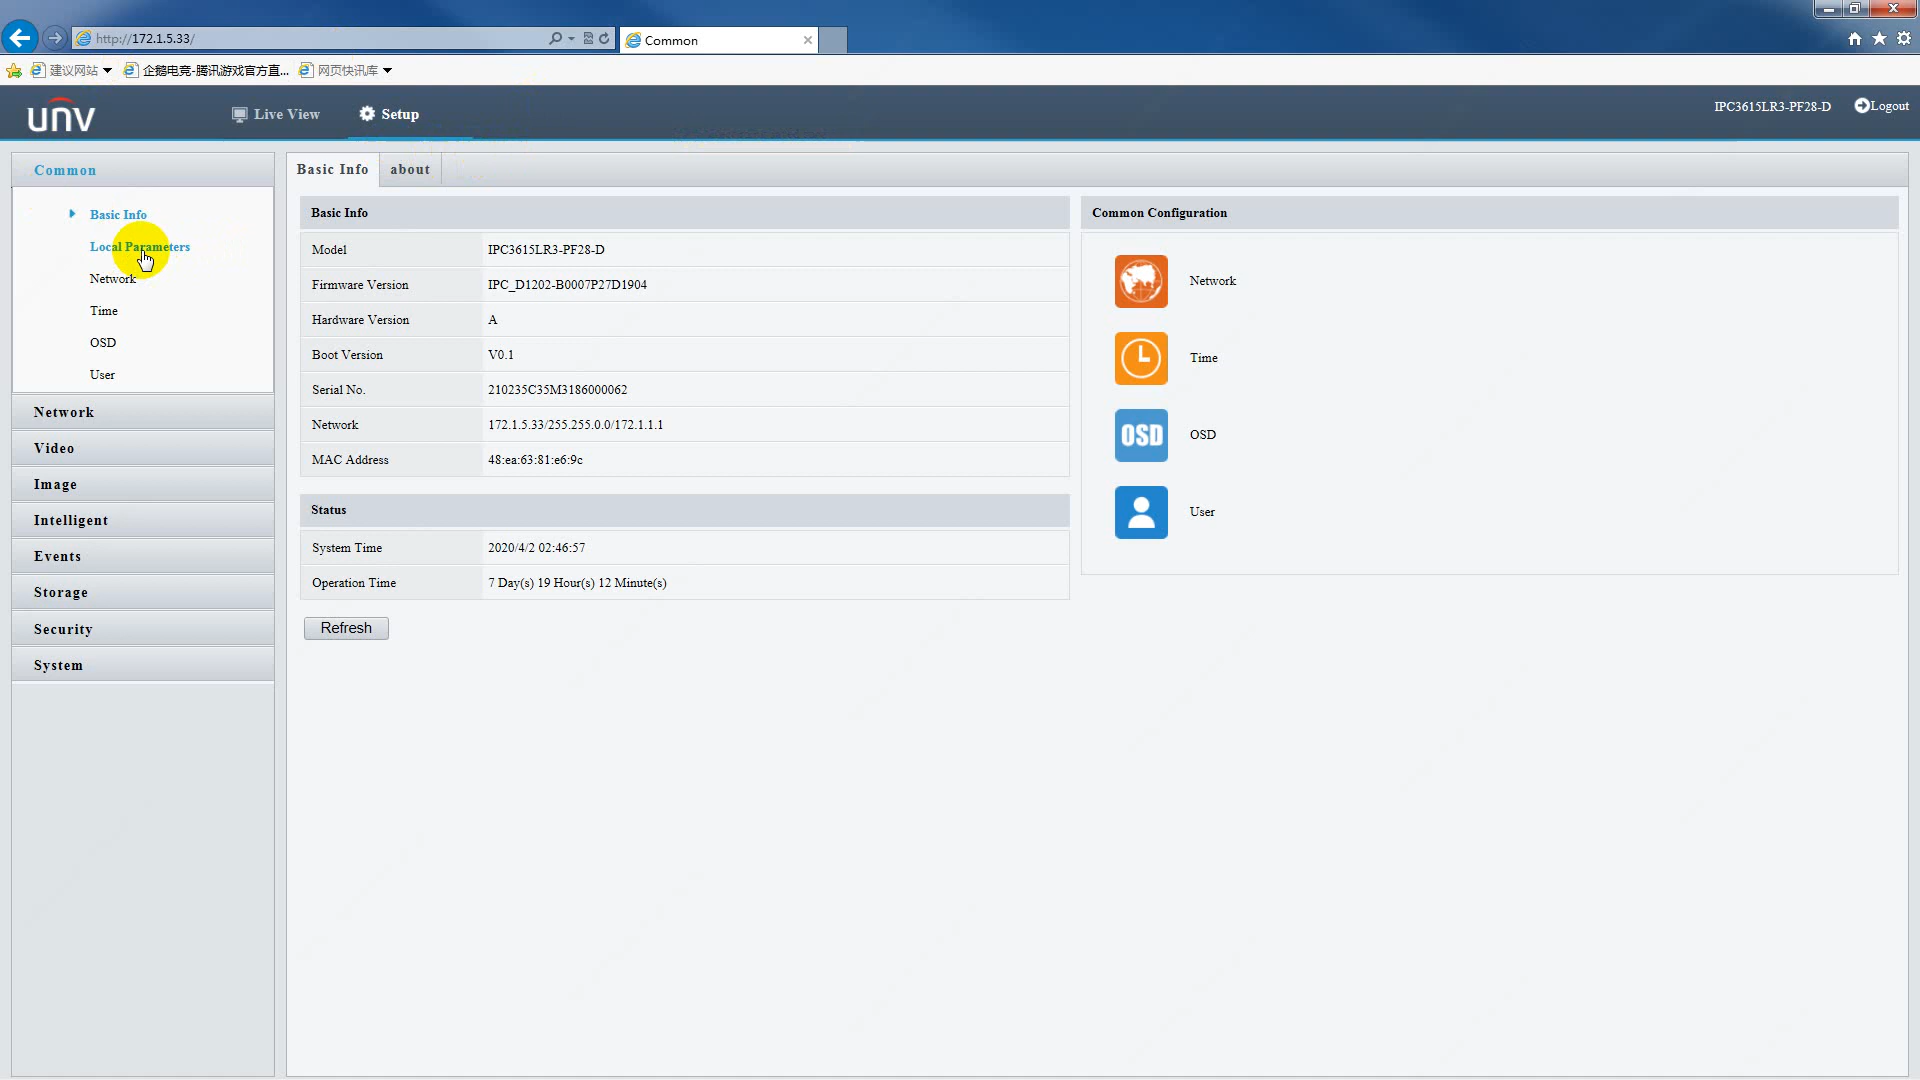 http://172.1.5.33/
Common
建议网站
企鹅电竞-腾讯游戏官方直...
网页快讯库
unv
Live View
Setup
IPC3615LR3-PF28-D
Logout
Common
Basic Info
Local Parameters
Network
Time
OSD
User
Network
Video
Image
Intelligent
Events
Storage
Security
System
Basic Info
about
Basic Info
Model IPC3615LR3-PF28-D
Firmware Version IPC_D1202-B0007P27D1904
Hardware Version A
Boot Version V0.1
Serial No. 210235C35M3186000062
Network 172.1.5.33/255.255.0.0/172.1.1.1
MAC Address 48:ea:63:81:e6:9c
Status
System Time 2020/4/2 02:46:57
Operation Time 7 Day(s) 19 Hour(s) 12 Minute(s)
Refresh
Common Configuration
Network
Time
OSD OSD
User